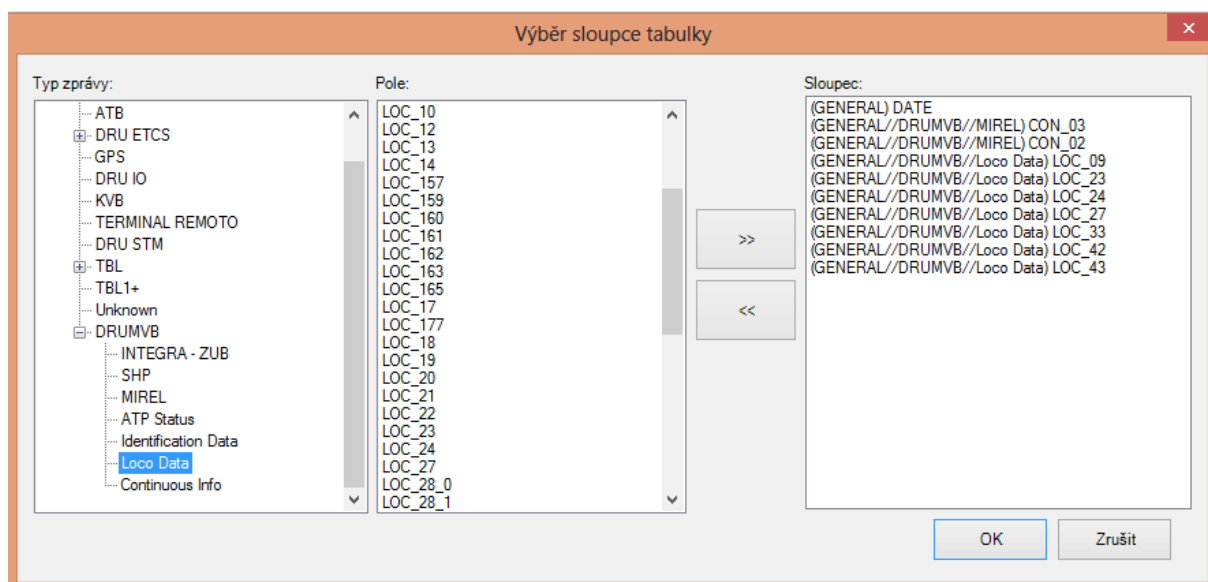 Výběr sloupce tabulky
×
Typ zprávy:
ATB
DRU ETCS
GPS
DRU IO
KVB
TERMINAL REMOTO
DRU STM
TBL
TBL1+
Unknown
DRUMVB
INTEGRA - ZUB
SHP
MIREL
ATP Status
Identification Data
Loco Data
Continuous Info
Pole:
LOC_10
LOC_12
LOC_13
LOC_14
LOC_157
LOC_159
LOC_160
LOC_161
LOC_162
LOC_163
LOC_165
LOC_17
LOC_177
LOC_18
LOC_19
LOC_20
LOC_21
LOC_22
LOC_23
LOC_24
LOC_27
LOC_28_0
LOC_28_1
>>
<<
Sloupec:
(GENERAL) DATE
(GENERAL//DRUMVB//MIREL) CON_03
(GENERAL//DRUMVB//MIREL) CON_02
(GENERAL//DRUMVB//Loco Data) LOC_09
(GENERAL//DRUMVB//Loco Data) LOC_23
(GENERAL//DRUMVB//Loco Data) LOC_24
(GENERAL//DRUMVB//Loco Data) LOC_27
(GENERAL//DRUMVB//Loco Data) LOC_33
(GENERAL//DRUMVB//Loco Data) LOC_42
(GENERAL//DRUMVB//Loco Data) LOC_43
OK
Zrušit